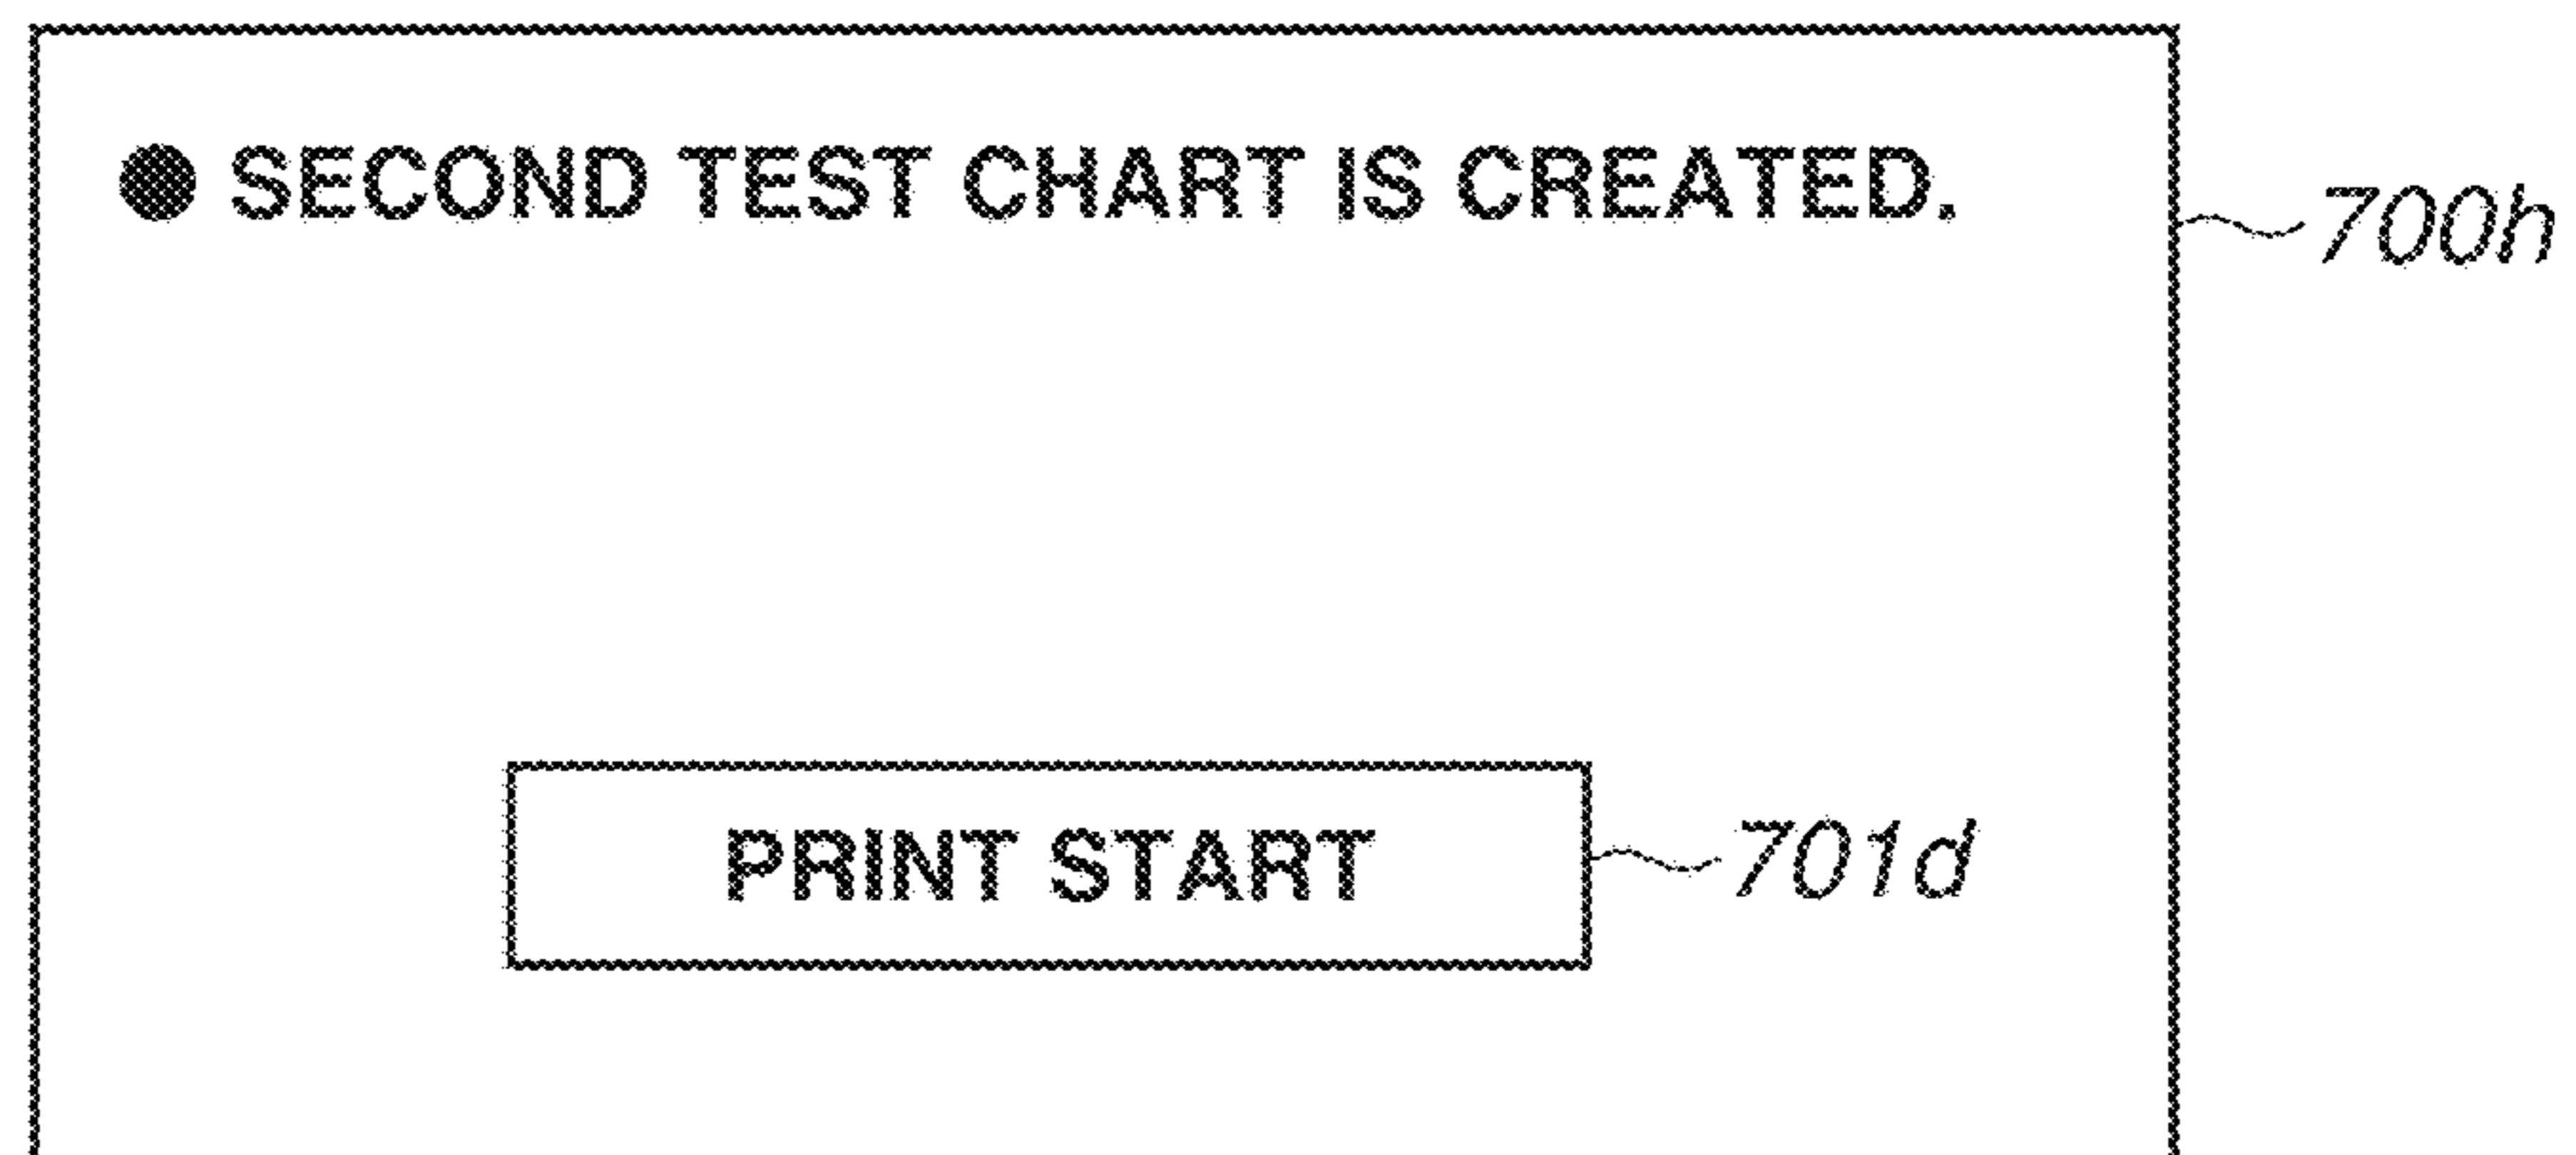 ● SECOND TEST CHART IS CREATED.
700h
PRINT START
701d